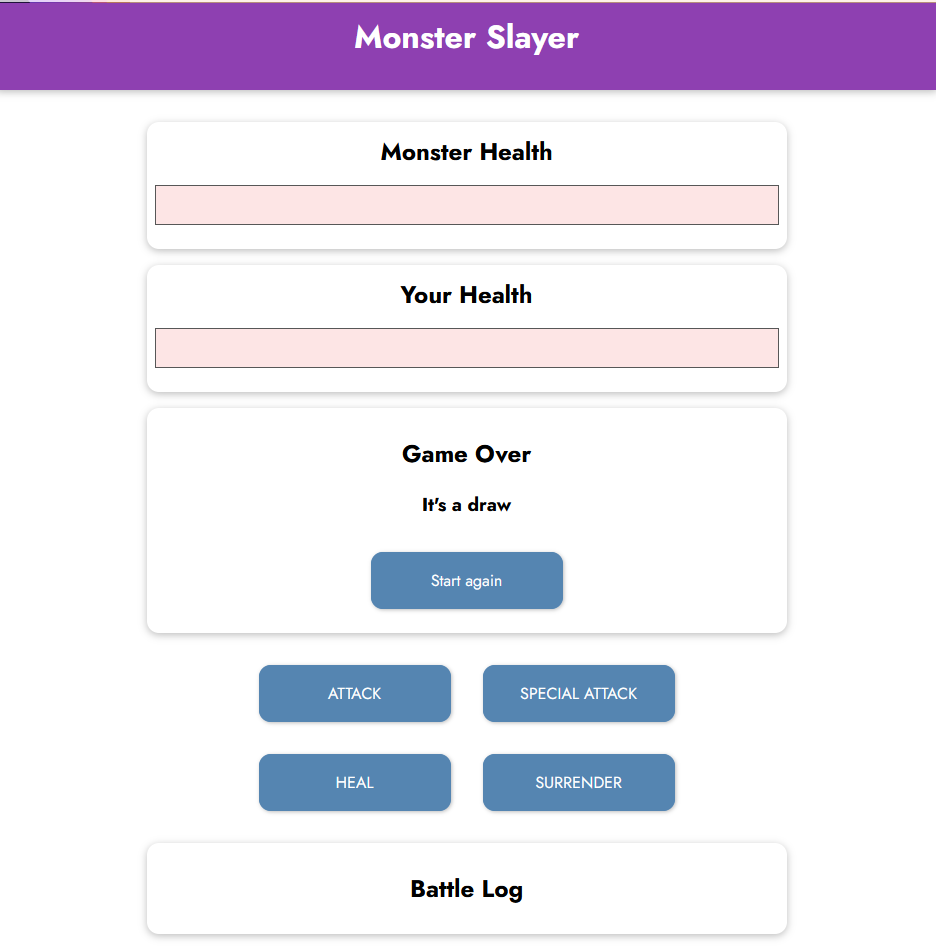 Monster Slayer
Monster Health
Your Health
Game Over
It's a draw
Start again
ATTACK
SPECIAL ATTACK
HEAL
SURRENDER
Battle Log